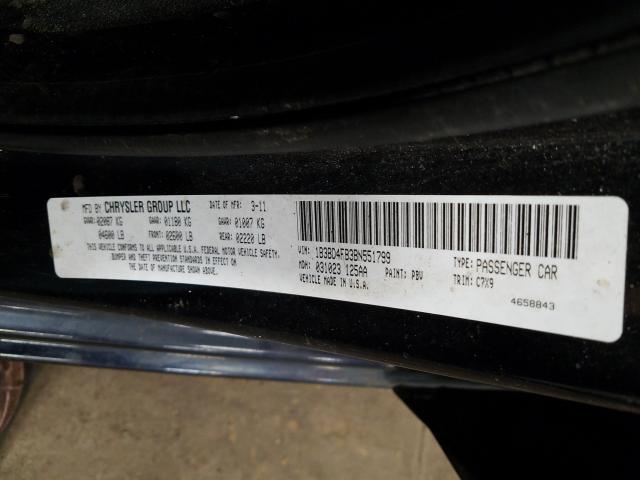 MFD BY CHRYSLER GROUP LLC DATE OF MFR: 3-11
GVWR: 02087 KG GAWR: 01180 KG GAWR: 01007 KG
04600 LB FRONT: 02600 LB REAR: 02220 LB
THIS VEHICLE CONFORMS TO ALL APPLICABLE U.S.A. FEDERAL MOTOR VEHICLE SAFETY,
BUMPER AND THEFT PREVENTION STANDARDS IN EFFECT ON
THE DATE OF MANUFACTURE SHOWN ABOVE.
VIN: 1B3BD4FB3BN551799 TYPE: PASSENGER CAR
MDH: 031023 125AA PAINT: PBV TRIM: C7X9
VEHICLE MADE IN U.S.A.
4658843